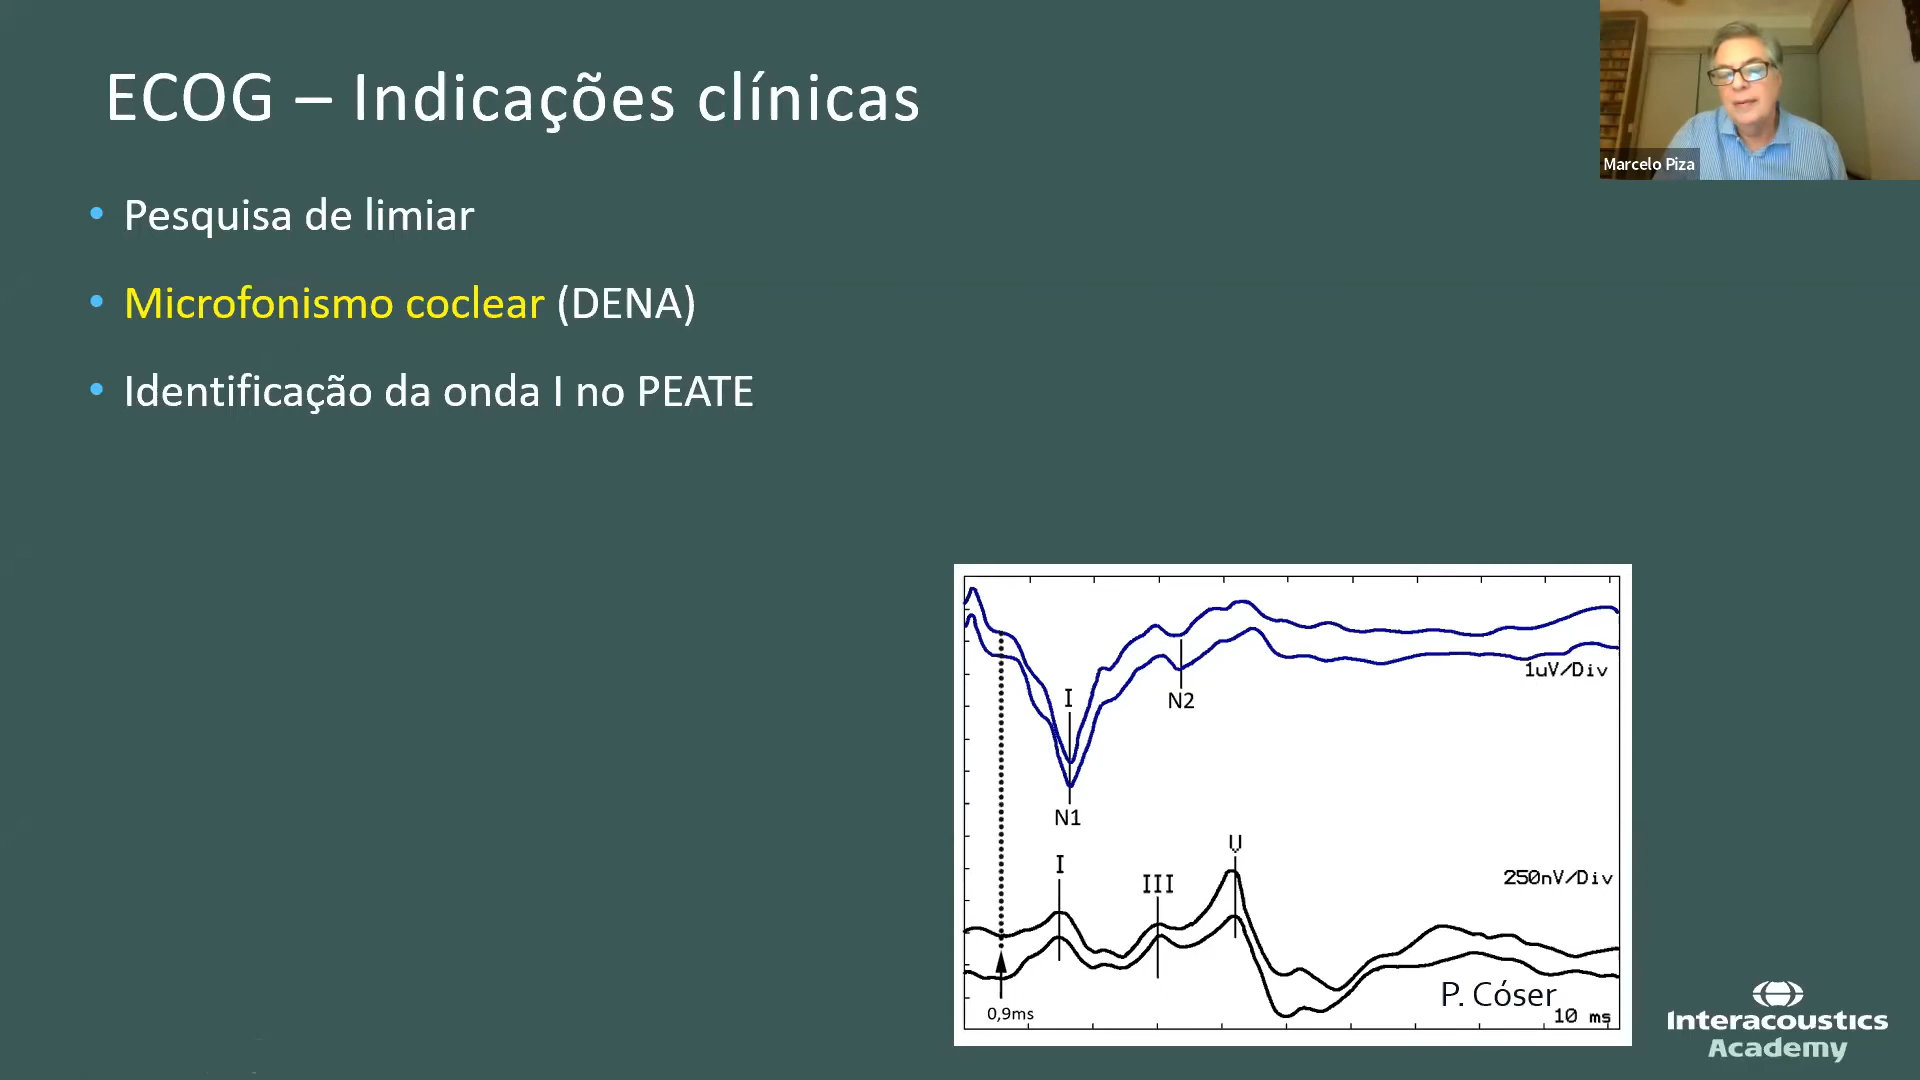 ECOG – Indicações clínicas
Marcelo Piza
• Pesquisa de limiar
• Microfonismo coclear (DENA)
• Identificação da onda I no PEATE
1uV/Div
I
N2
N1
V
I
III
250nV/Div
P. Cóser
0,9ms
10 ms
Interacoustics
Academy